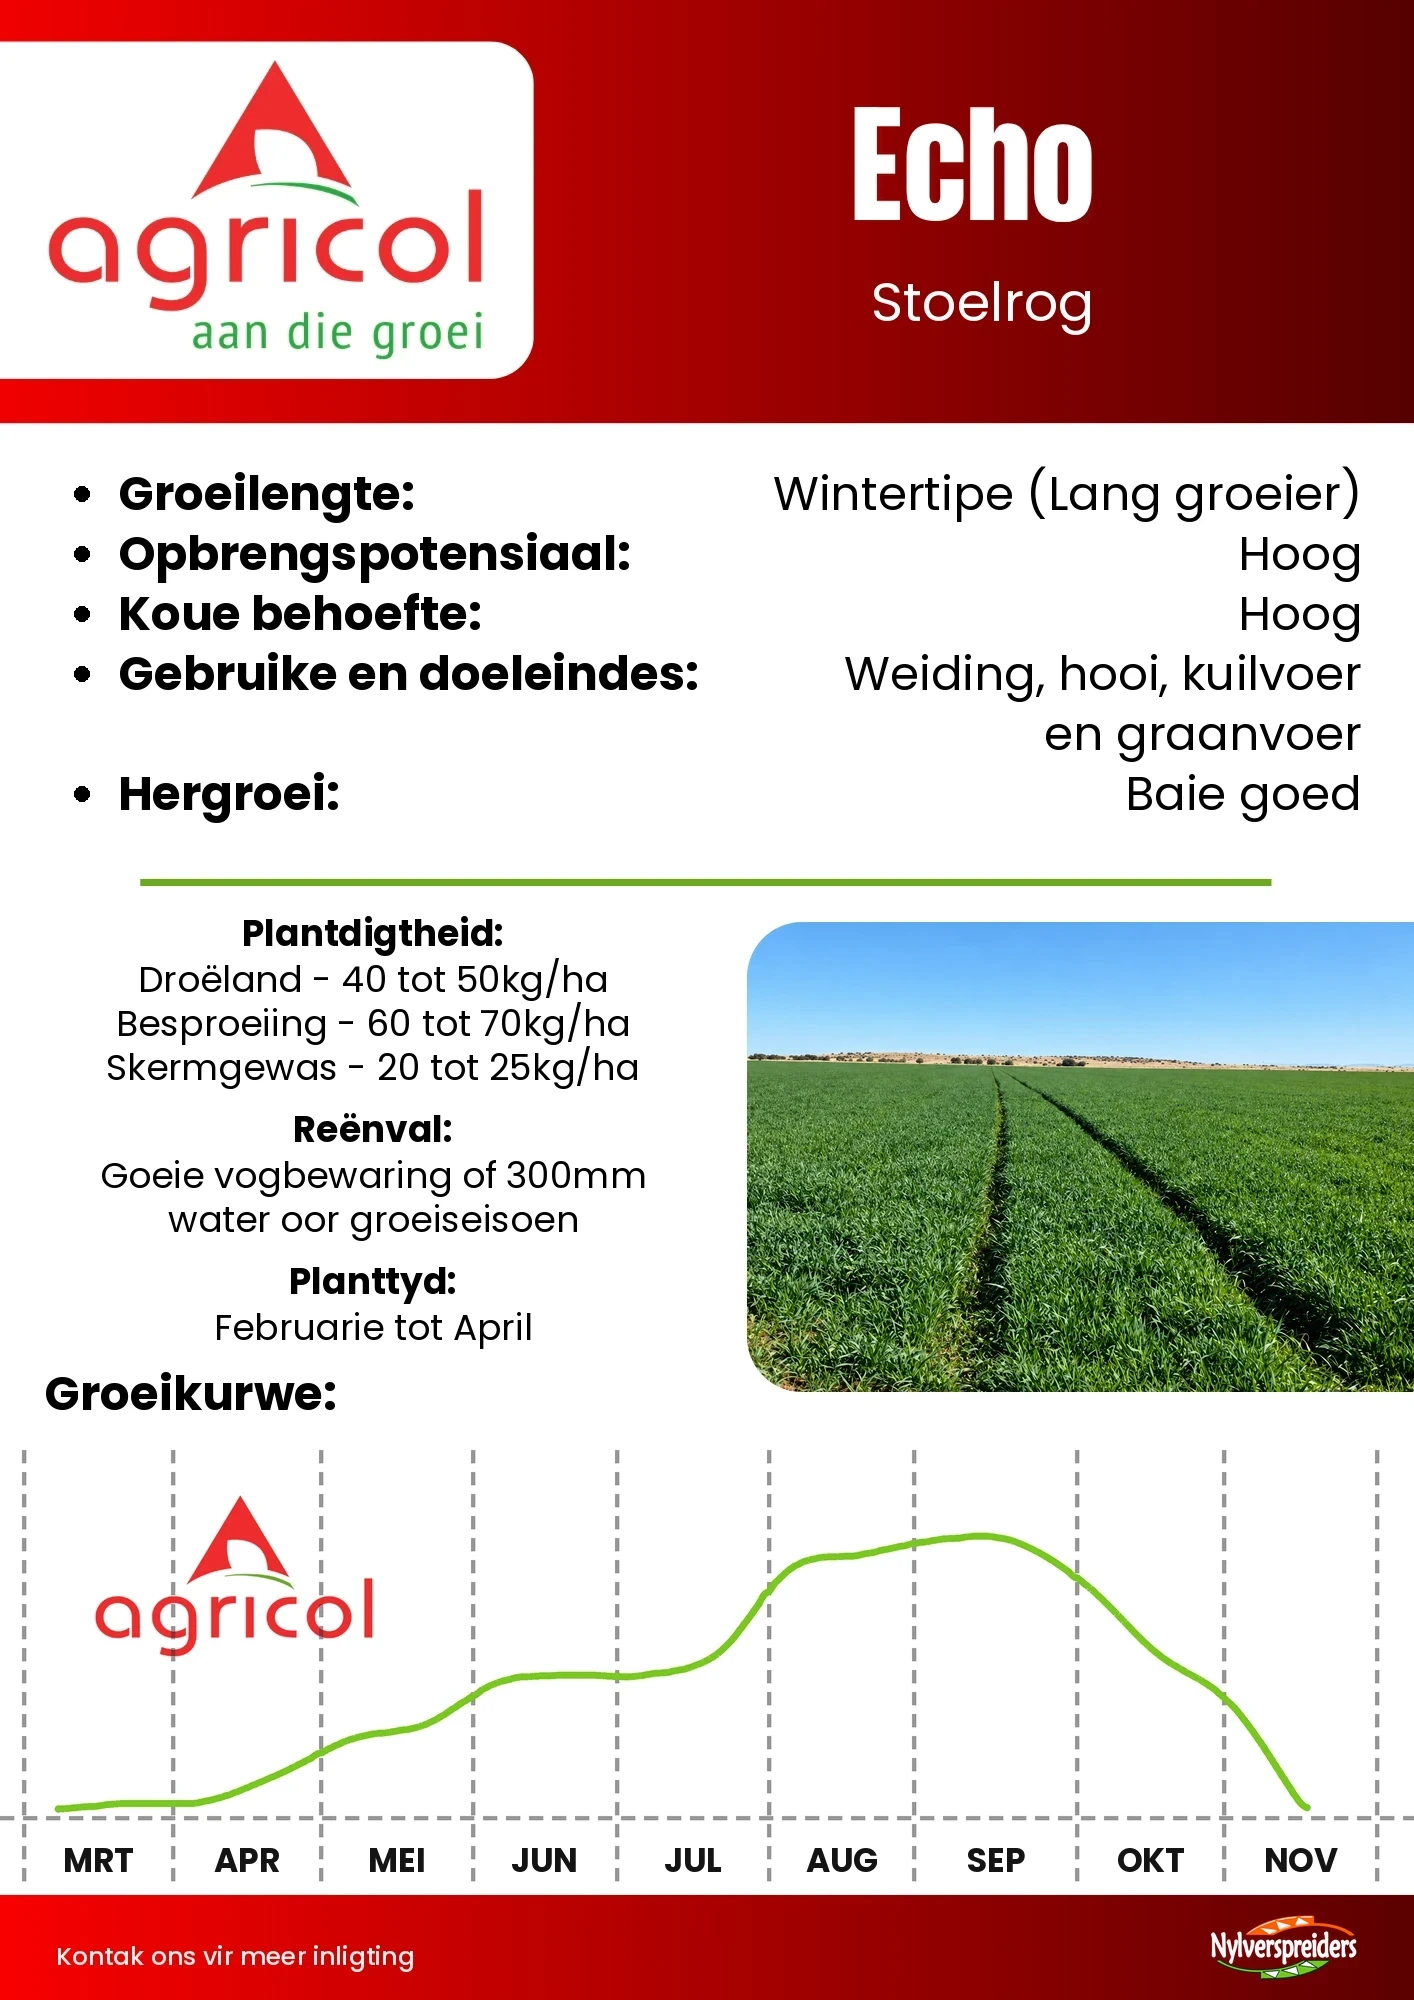 agricol
aan die groei
Echo
Stoelrog
Groeilengte: Wintertipe (Lang groeier)
Opbrengspotensiaal: Hoog
Koue behoefte: Hoog
Gebruike en doeleindes: Weiding, hooi, kuilvoer
en graanvoer
Hergroei: Baie goed
Plantdigtheid:
Droëland - 40 tot 50kg/ha
Besproeiing - 60 tot 70kg/ha
Skermgewas - 20 tot 25kg/ha
Reënval:
Goeie vogbewaring of 300mm
water oor groeiseisoen
Planttyd:
Februarie tot April
Groeikurwe:
agricol
MRT APR MEI JUN JUL AUG SEP OKT NOV
Kontak ons vir meer inligting
Nylverspreiders